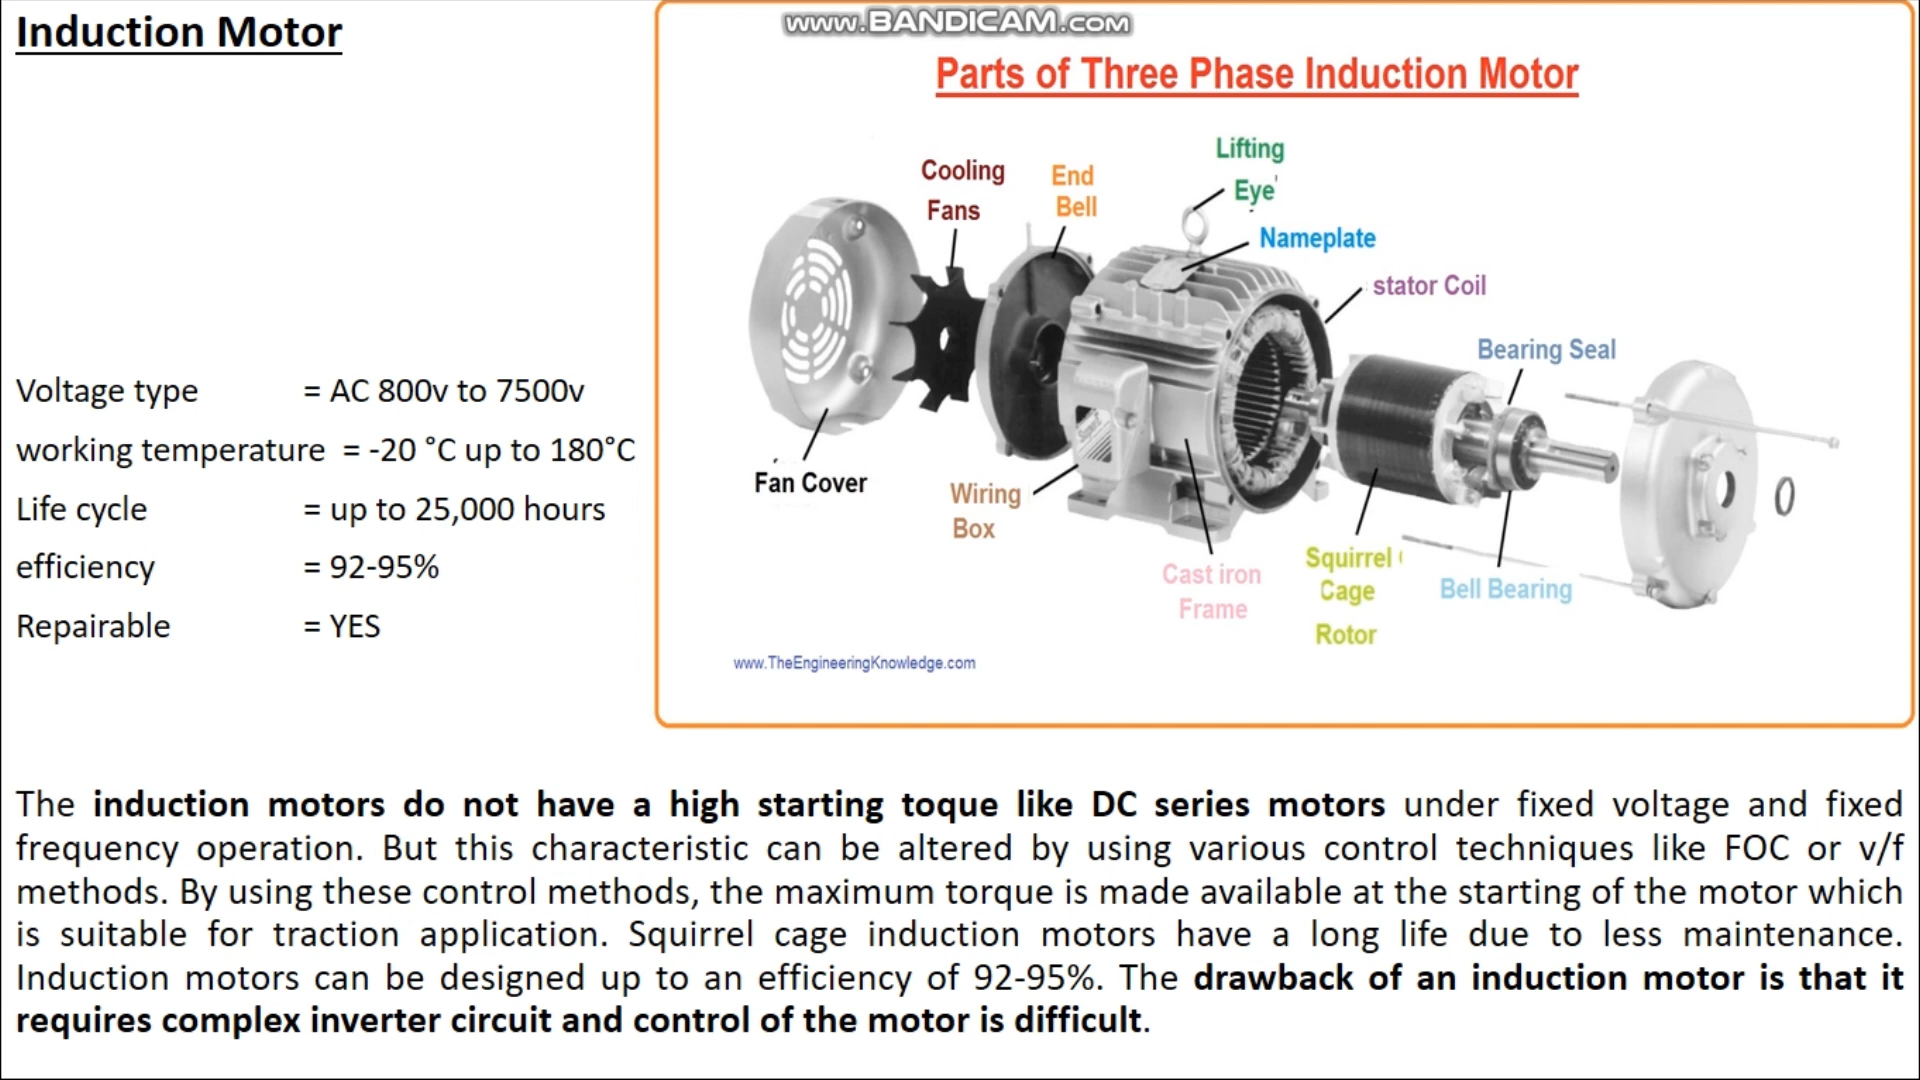 Induction Motor
www.BANDICAM.com
Parts of Three Phase Induction Motor
Lifting
Eye
Cooling
Fans
End
Bell
Nameplate
stator Coil
Bearing Seal
Fan Cover
Wiring
Box
Cast iron
Frame
Squirrel
Cage
Rotor
Bell Bearing
www.TheEngineeringKnowledge.com
Voltage type = AC 800v to 7500v
working temperature = -20 °C up to 180°C
Life cycle = up to 25,000 hours
efficiency = 92-95%
Repairable = YES
The induction motors do not have a high starting toque like DC series motors under fixed voltage and fixed
frequency operation. But this characteristic can be altered by using various control techniques like FOC or v/f
methods. By using these control methods, the maximum torque is made available at the starting of the motor which
is suitable for traction application. Squirrel cage induction motors have a long life due to less maintenance.
Induction motors can be designed up to an efficiency of 92-95%. The drawback of an induction motor is that it
requires complex inverter circuit and control of the motor is difficult.